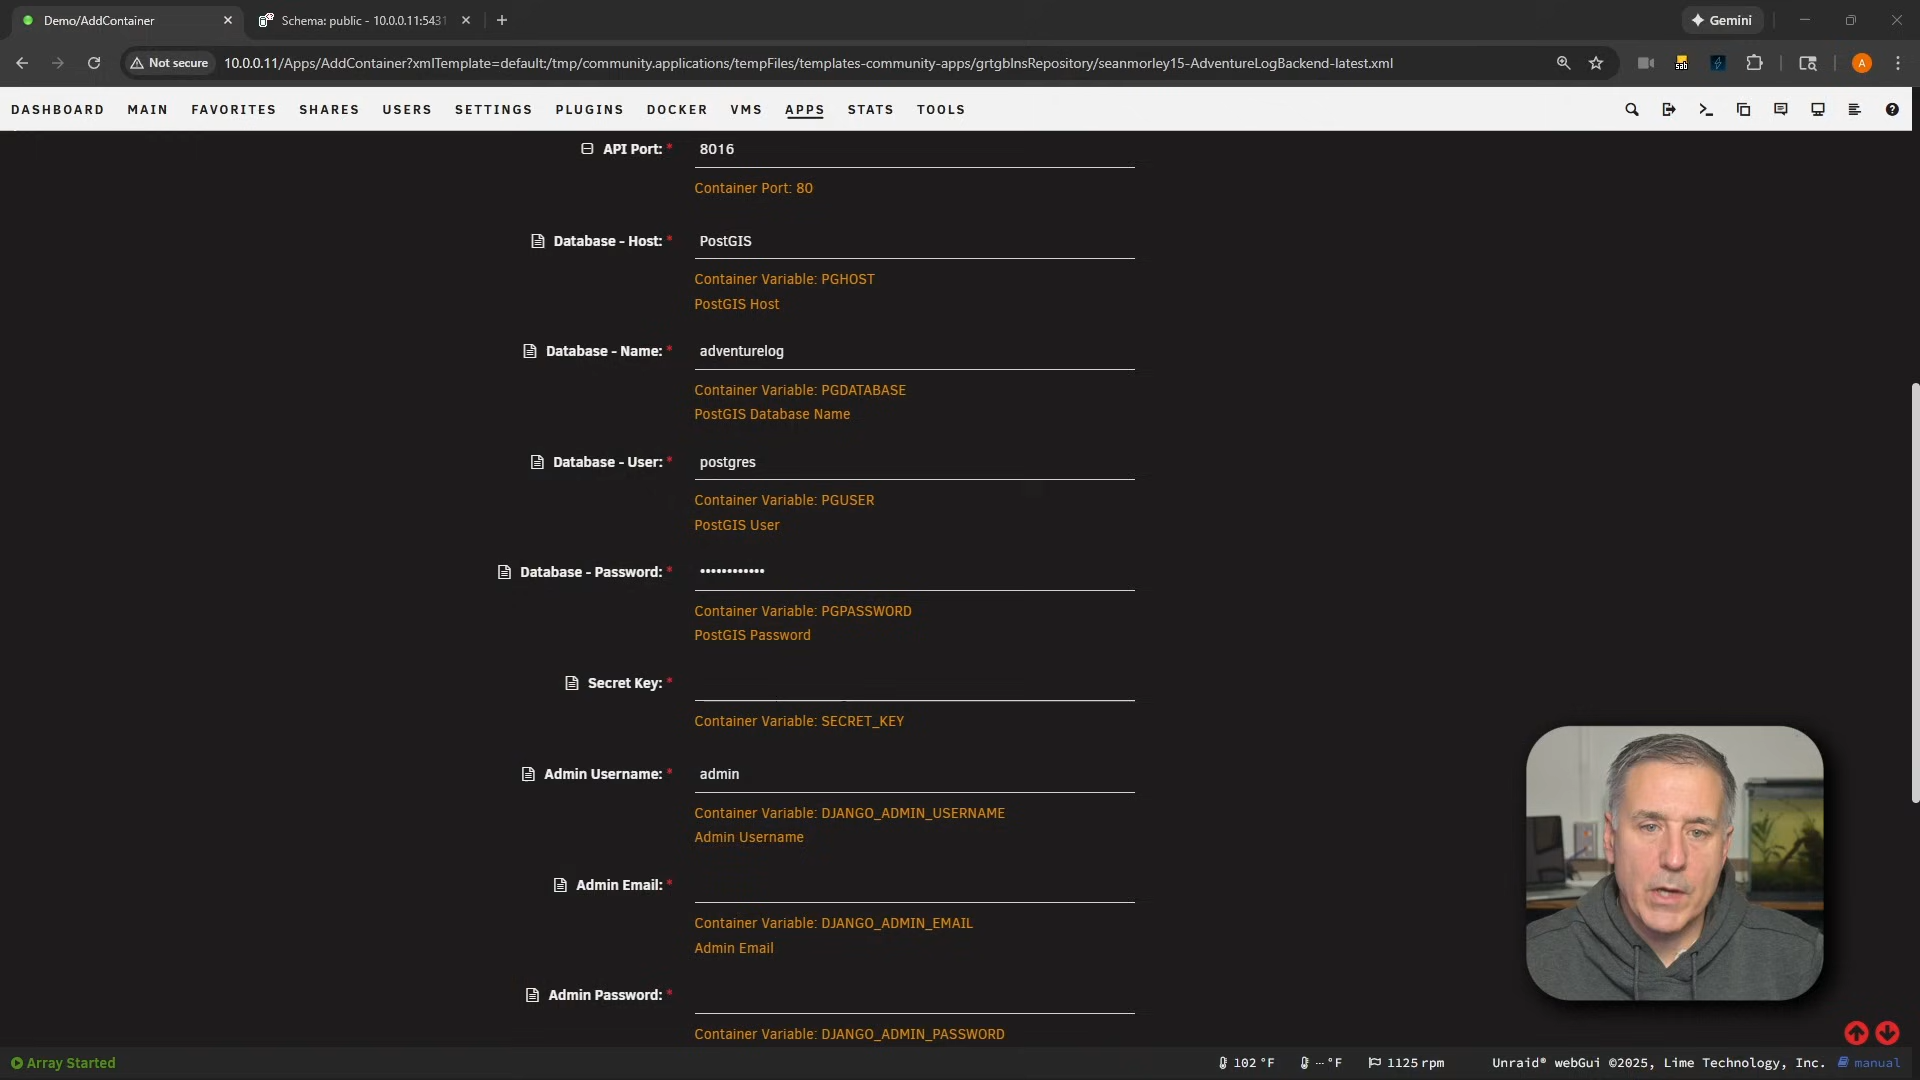 Demo/AddContainer
Schema: public - 10.0.0.11:5431
Gemini
Not secure
10.0.0.11/Apps/AddContainer?xmlTemplate=default:/tmp/community.applications/tempFiles/templates-community-apps/grtgblnsRepository/seanmorley15-AdventureLogBackend-latest.xml
A
DASHBOARD MAIN FAVORITES SHARES USERS SETTINGS PLUGINS DOCKER VMS APPS STATS TOOLS
API Port: * 8016
Container Port: 80
Database - Host: * PostGIS
Container Variable: PGHOST
PostGIS Host
Database - Name: * adventurelog
Container Variable: PGDATABASE
PostGIS Database Name
Database - User: * postgres
Container Variable: PGUSER
PostGIS User
Database - Password: * ••••••••••••
Container Variable: PGPASSWORD
PostGIS Password
Secret Key: *
Container Variable: SECRET_KEY
Admin Username: * admin
Container Variable: DJANGO_ADMIN_USERNAME
Admin Username
Admin Email: *
Container Variable: DJANGO_ADMIN_EMAIL
Admin Email
Admin Password: *
Container Variable: DJANGO_ADMIN_PASSWORD
Array Started
102 °F
-- °F
1125 rpm
Unraid® webGui ©2025, Lime Technology, Inc.
manual